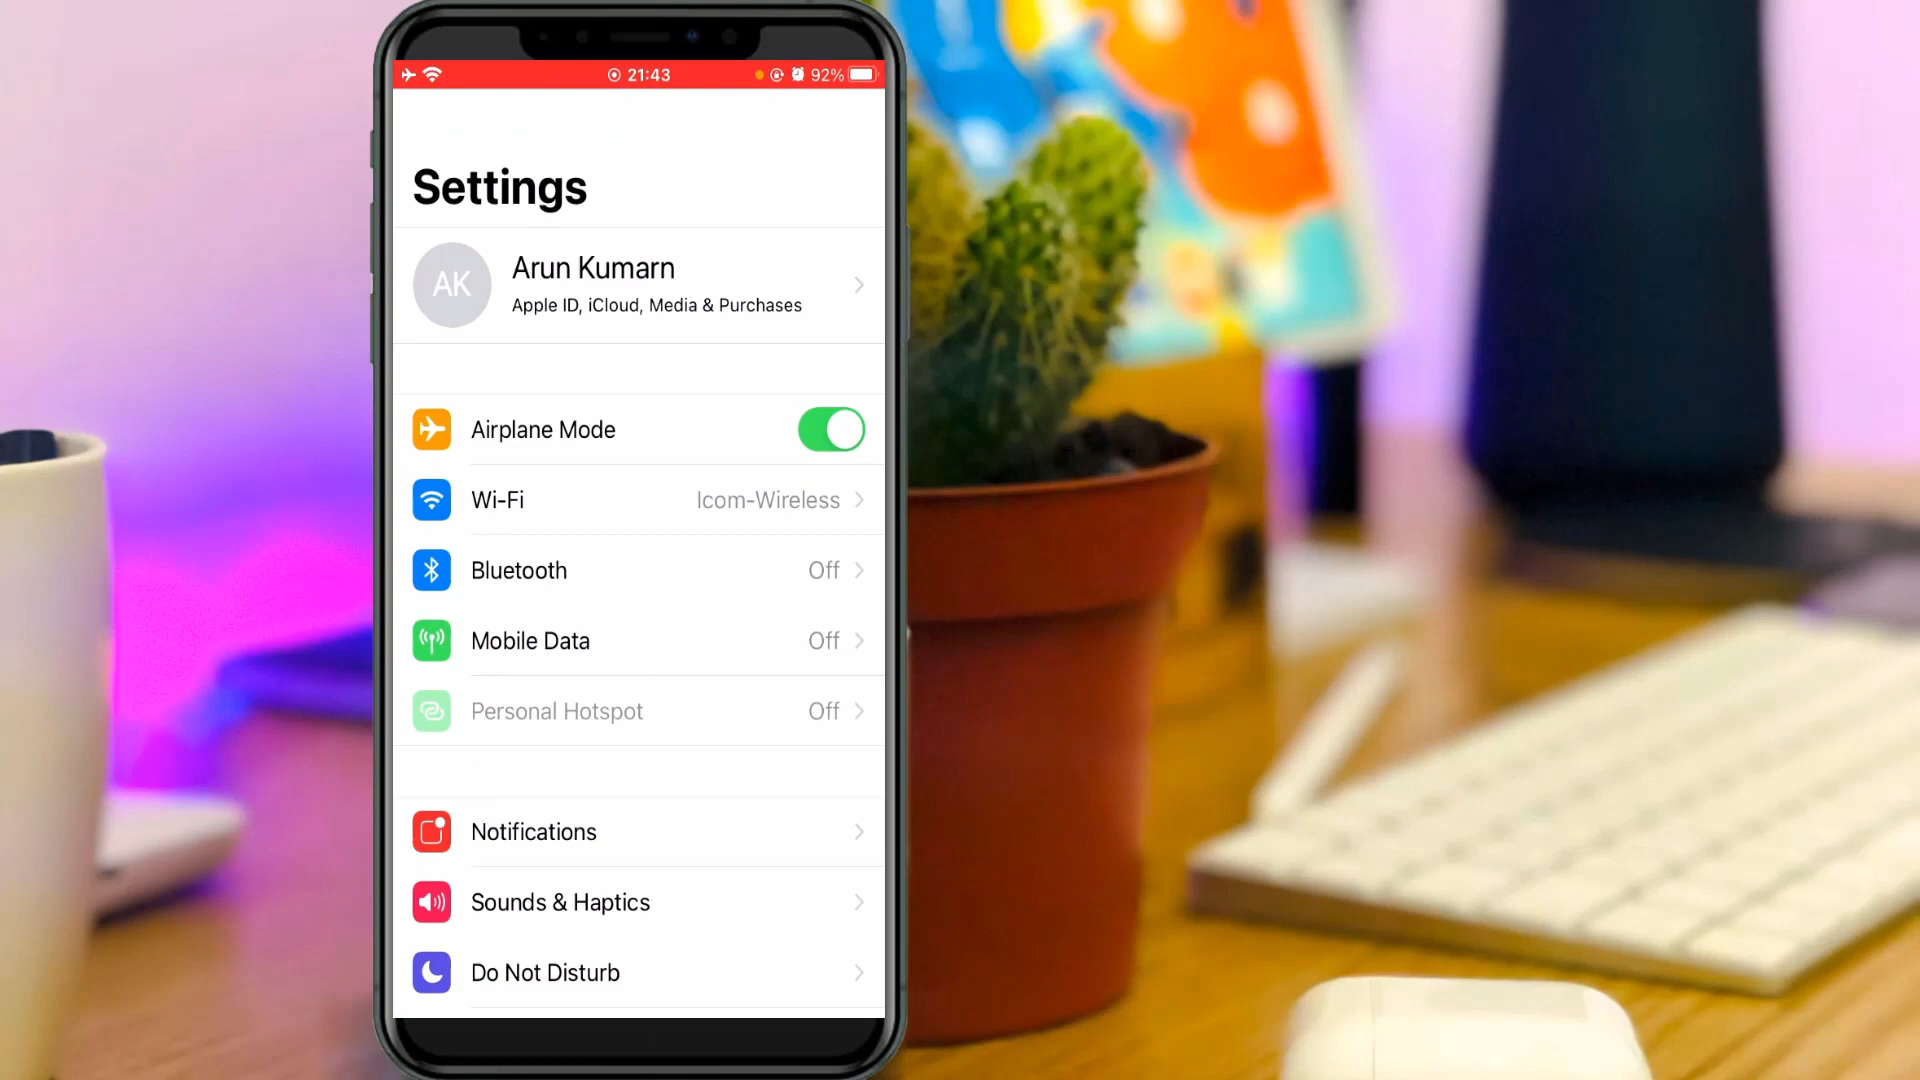 21:43 92%
Settings
AK
Arun Kumarn
Apple ID, iCloud, Media & Purchases
Airplane Mode
Wi-Fi Icom-Wireless
Bluetooth Off
Mobile Data Off
Personal Hotspot Off
Notifications
Sounds & Haptics
Do Not Disturb